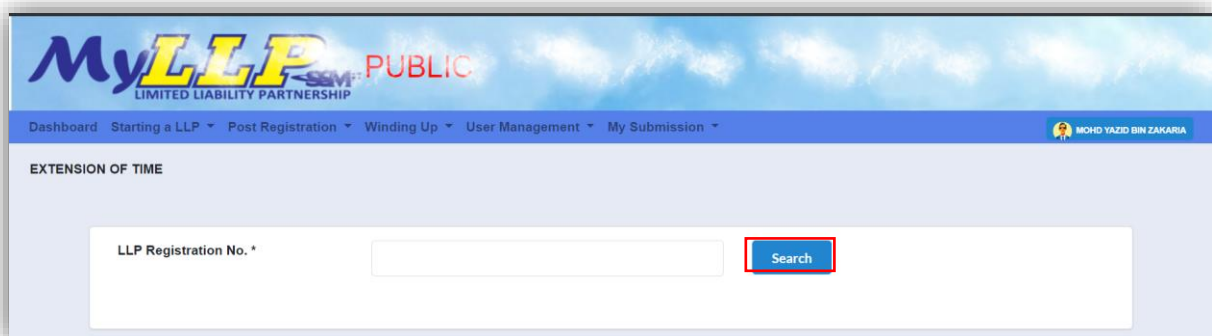 MyLLP SSM PUBLIC
LIMITED LIABILITY PARTNERSHIP
Dashboard Starting a LLP Post Registration Winding Up User Management My Submission MOHD YAZID BIN ZAKARIA
EXTENSION OF TIME
LLP Registration No. * Search